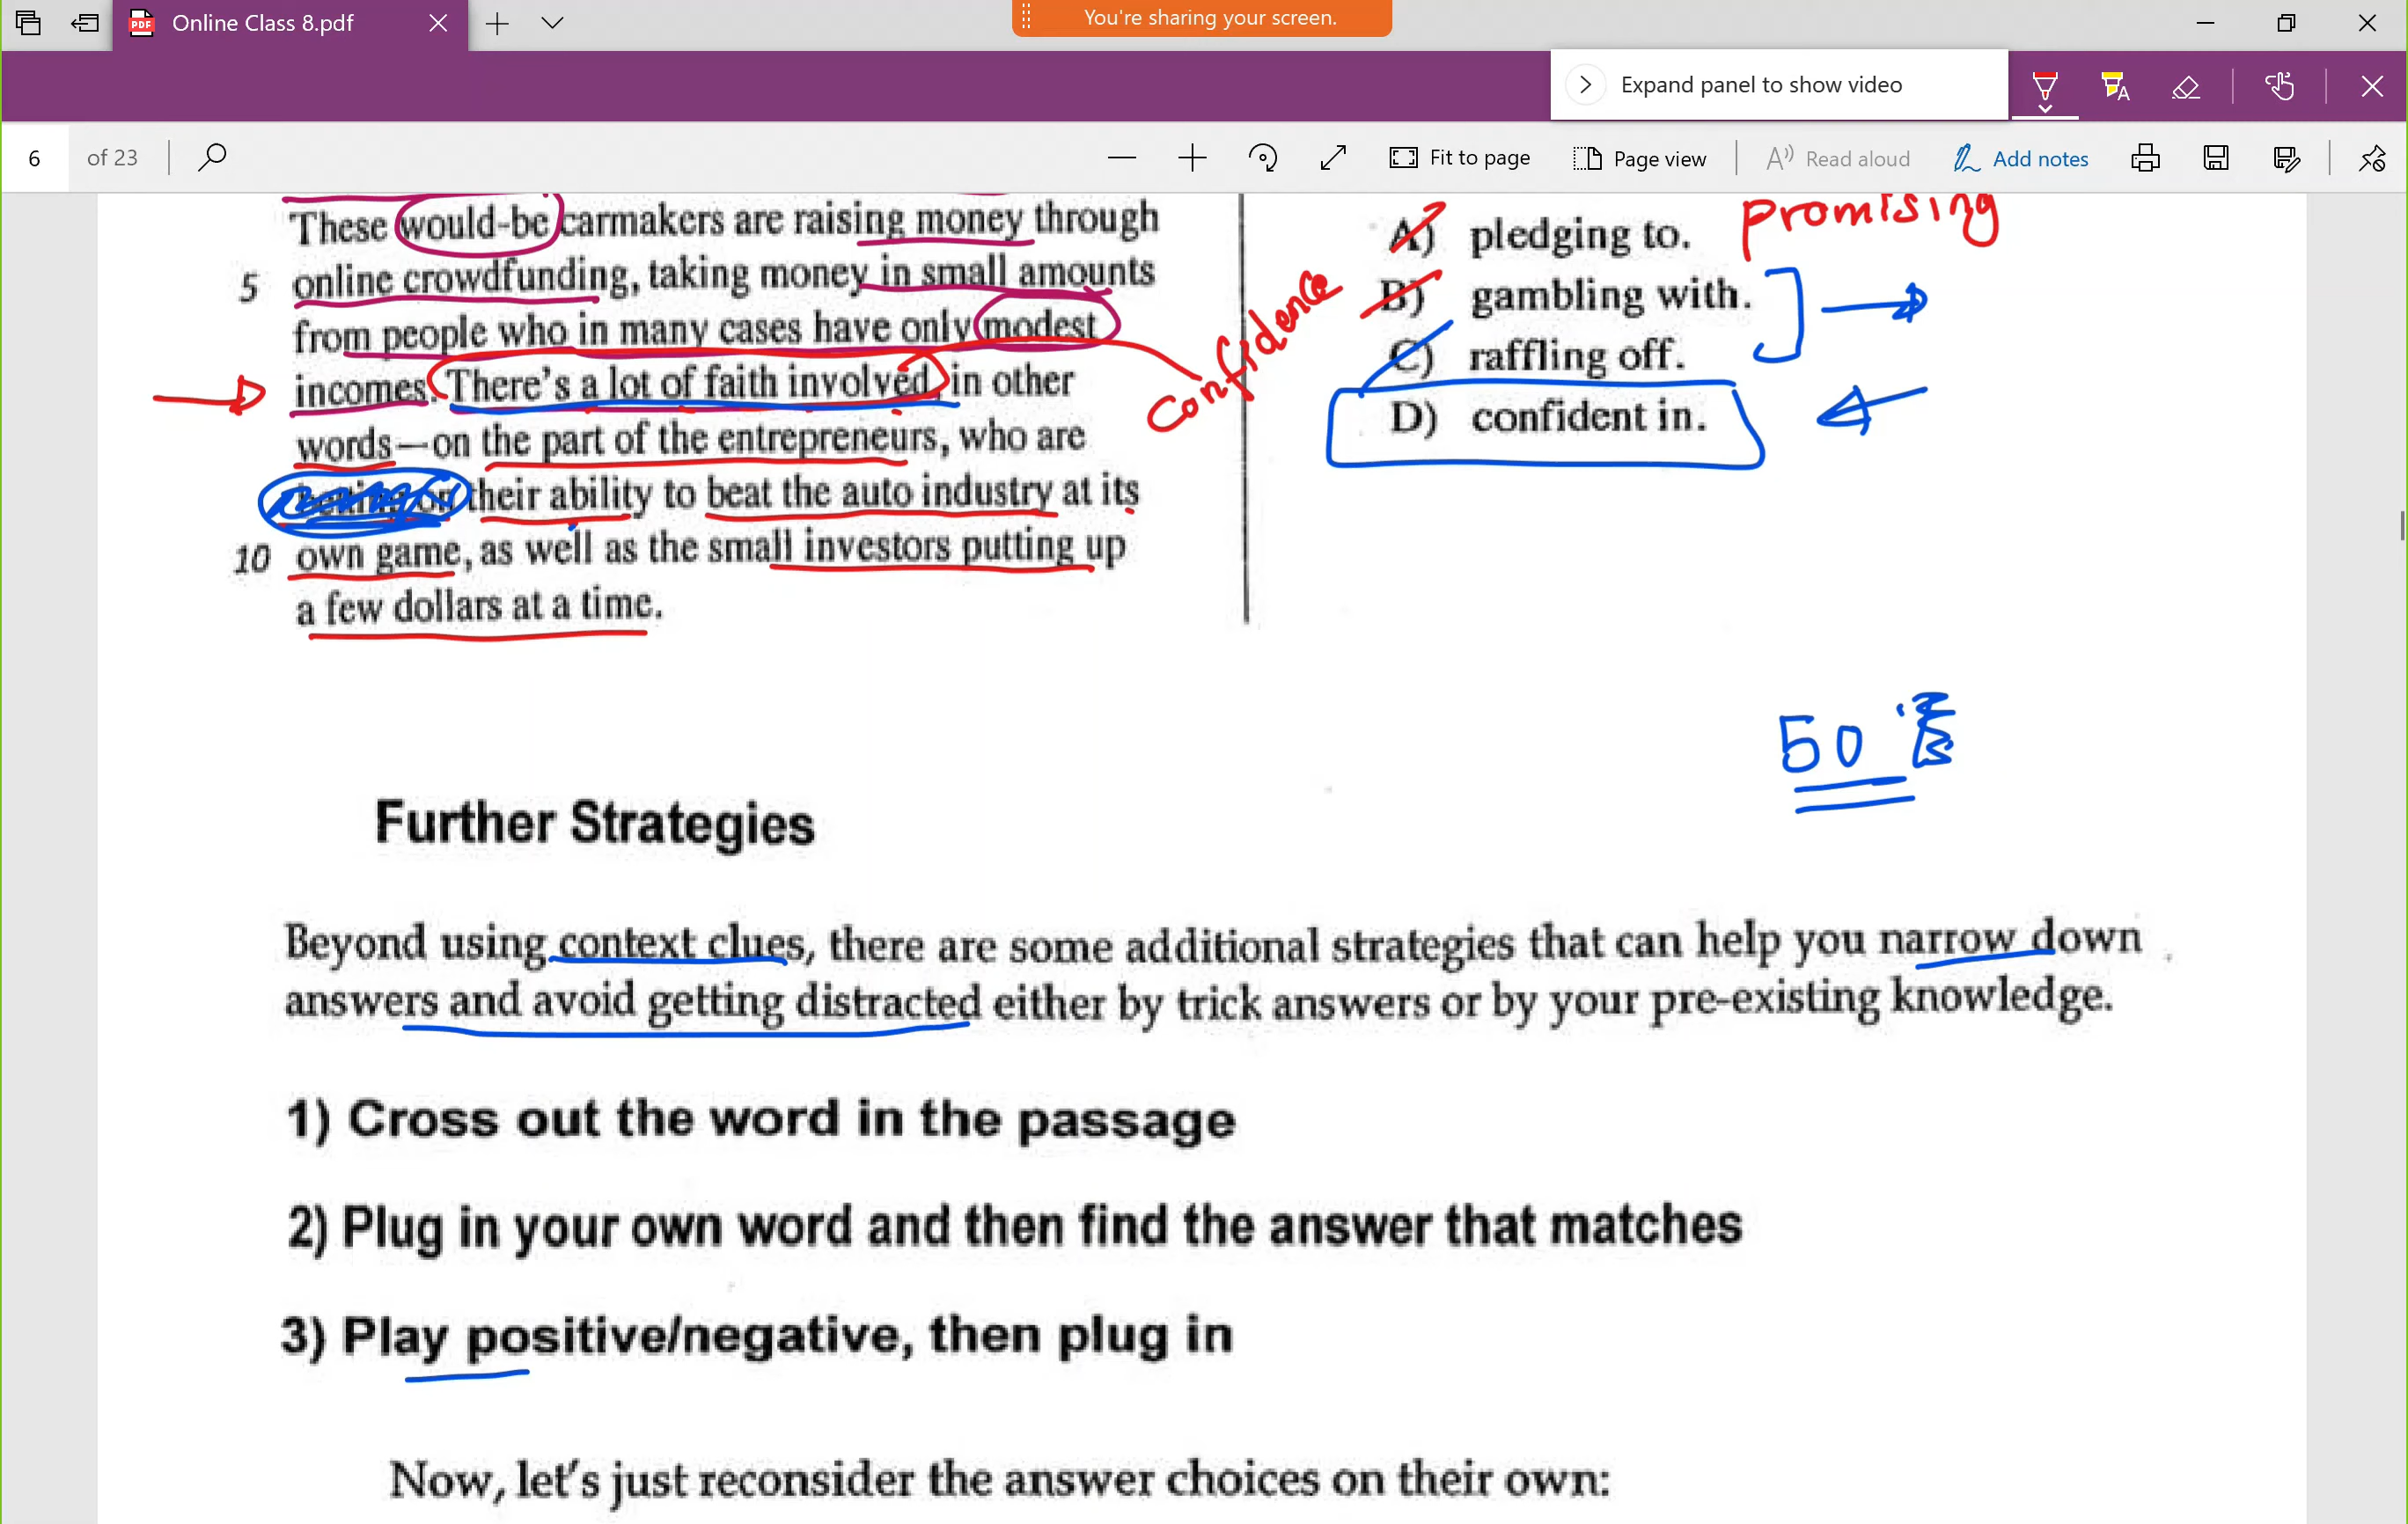 Online Class 8.pdf
You're sharing your screen.
Expand panel to show video
6 of 23
Fit to page
Page view
Read aloud
Add notes
These would-be carmakers are raising money through
5 online crowdfunding, taking money in small amounts
from people who in many cases have only modest
incomes. There's a lot of faith involved, in other
words—on the part of the entrepreneurs, who are
betting on their ability to beat the auto industry at its
10 own game, as well as the small investors putting up
a few dollars at a time.
Confidence
A) pledging to. Promising
B) gambling with.
C) raffling off.
D) confident in.
50
Further Strategies
Beyond using context clues, there are some additional strategies that can help you narrow down
answers and avoid getting distracted either by trick answers or by your pre-existing knowledge.
1) Cross out the word in the passage
2) Plug in your own word and then find the answer that matches
3) Play positive/negative, then plug in
Now, let's just reconsider the answer choices on their own: